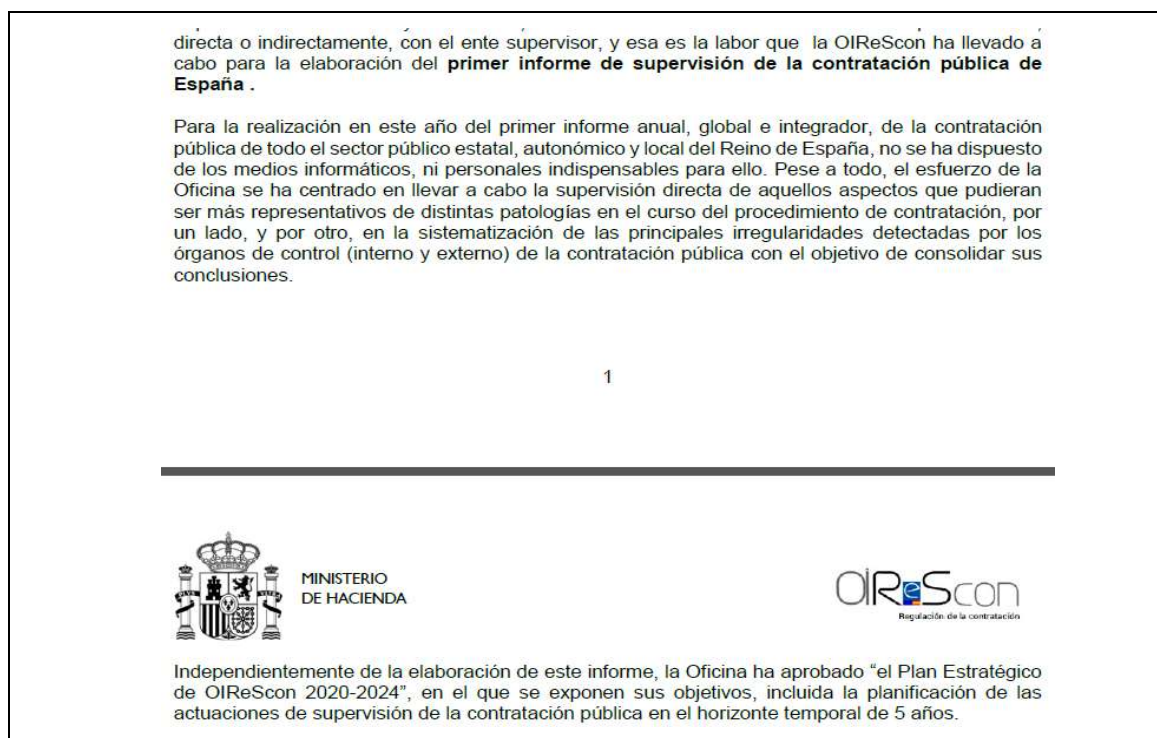 directa o indirectamente, con el ente supervisor, y esa es la labor que la OIReScon ha llevado a
cabo para la elaboración del primer informe de supervisión de la contratación pública de
España .
Para la realización en este año del primer informe anual, global e integrador, de la contratación
pública de todo el sector público estatal, autonómico y local del Reino de España, no se ha dispuesto
de los medios informáticos, ni personales indispensables para ello. Pese a todo, el esfuerzo de la
Oficina se ha centrado en llevar a cabo la supervisión directa de aquellos aspectos que pudieran
ser más representativos de distintas patologías en el curso del procedimiento de contratación, por
un lado, y por otro, en la sistematización de las principales irregularidades detectadas por los
órganos de control (interno y externo) de la contratación pública con el objetivo de consolidar sus
conclusiones.
1
PLUS ULTRA
MINISTERIO
DE HACIENDA
OIReScon
Regulación de la contratación
Independientemente de la elaboración de este informe, la Oficina ha aprobado “el Plan Estratégico
de OIReScon 2020-2024”, en el que se exponen sus objetivos, incluida la planificación de las
actuaciones de supervisión de la contratación pública en el horizonte temporal de 5 años.